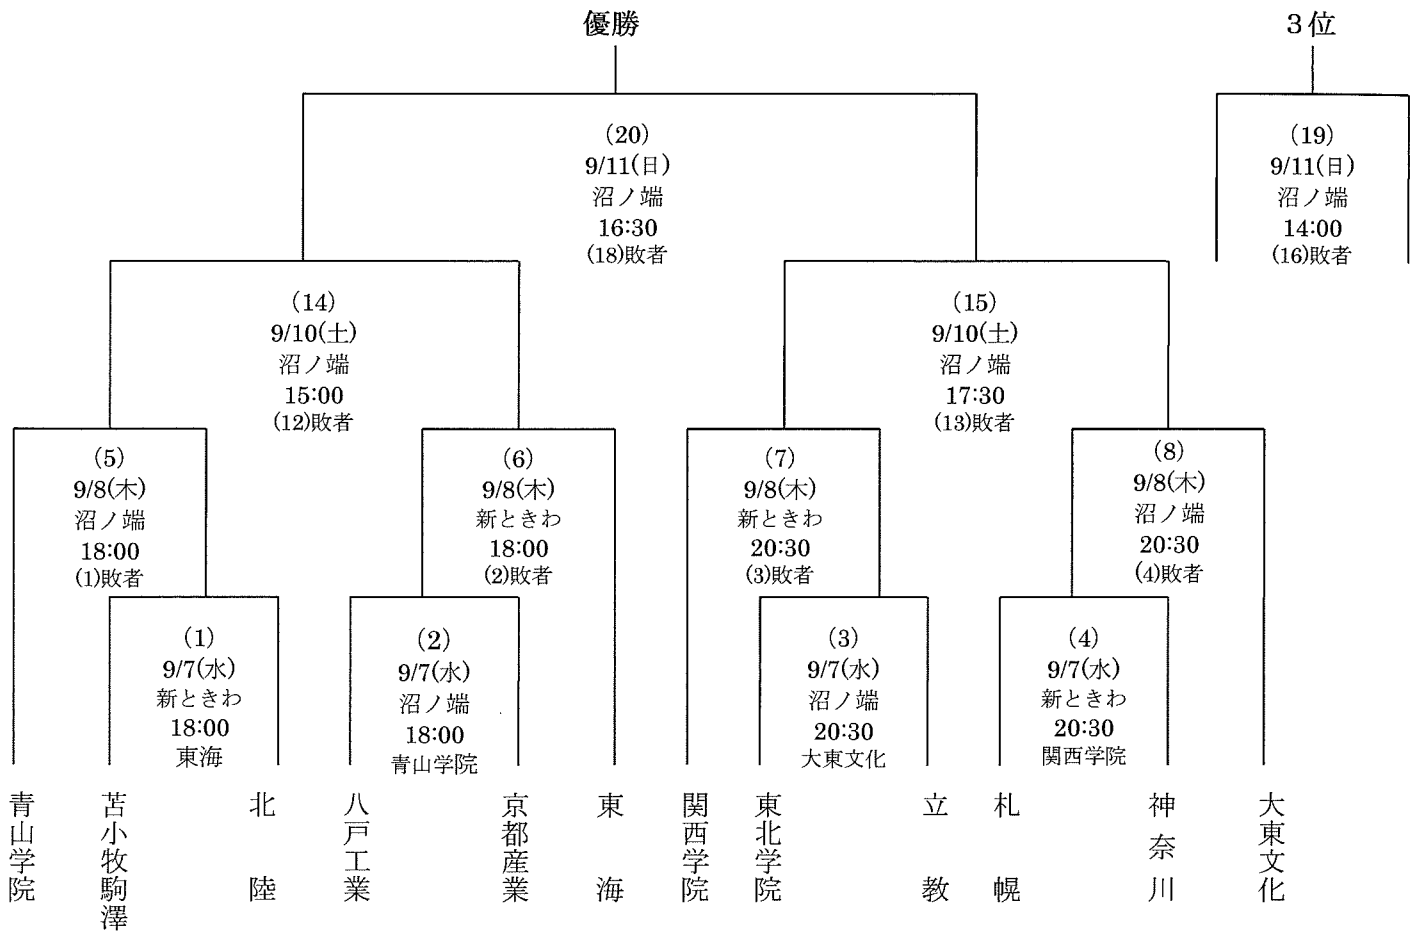 優勝
３位
(20)
9/11(日)
沼ノ端
16:30
(18)敗者
(19)
9/11(日)
沼ノ端
14:00
(16)敗者
(14)
9/10(土)
沼ノ端
15:00
(12)敗者
(15)
9/10(土)
沼ノ端
17:30
(13)敗者
(5)
9/8(木)
沼ノ端
18:00
(1)敗者
(6)
9/8(木)
新ときわ
18:00
(2)敗者
(7)
9/8(木)
新ときわ
20:30
(3)敗者
(8)
9/8(木)
沼ノ端
20:30
(4)敗者
(1)
9/7(水)
新ときわ
18:00
東海
(2)
9/7(水)
沼ノ端
18:00
青山学院
(3)
9/7(水)
沼ノ端
20:30
大東文化
(4)
9/7(水)
新ときわ
20:30
関西学院
青山学院
苫小牧駒澤
北陸
八戸工業
京都産業
東海
関西学院
東北学院
立教
札幌
神奈川
大東文化